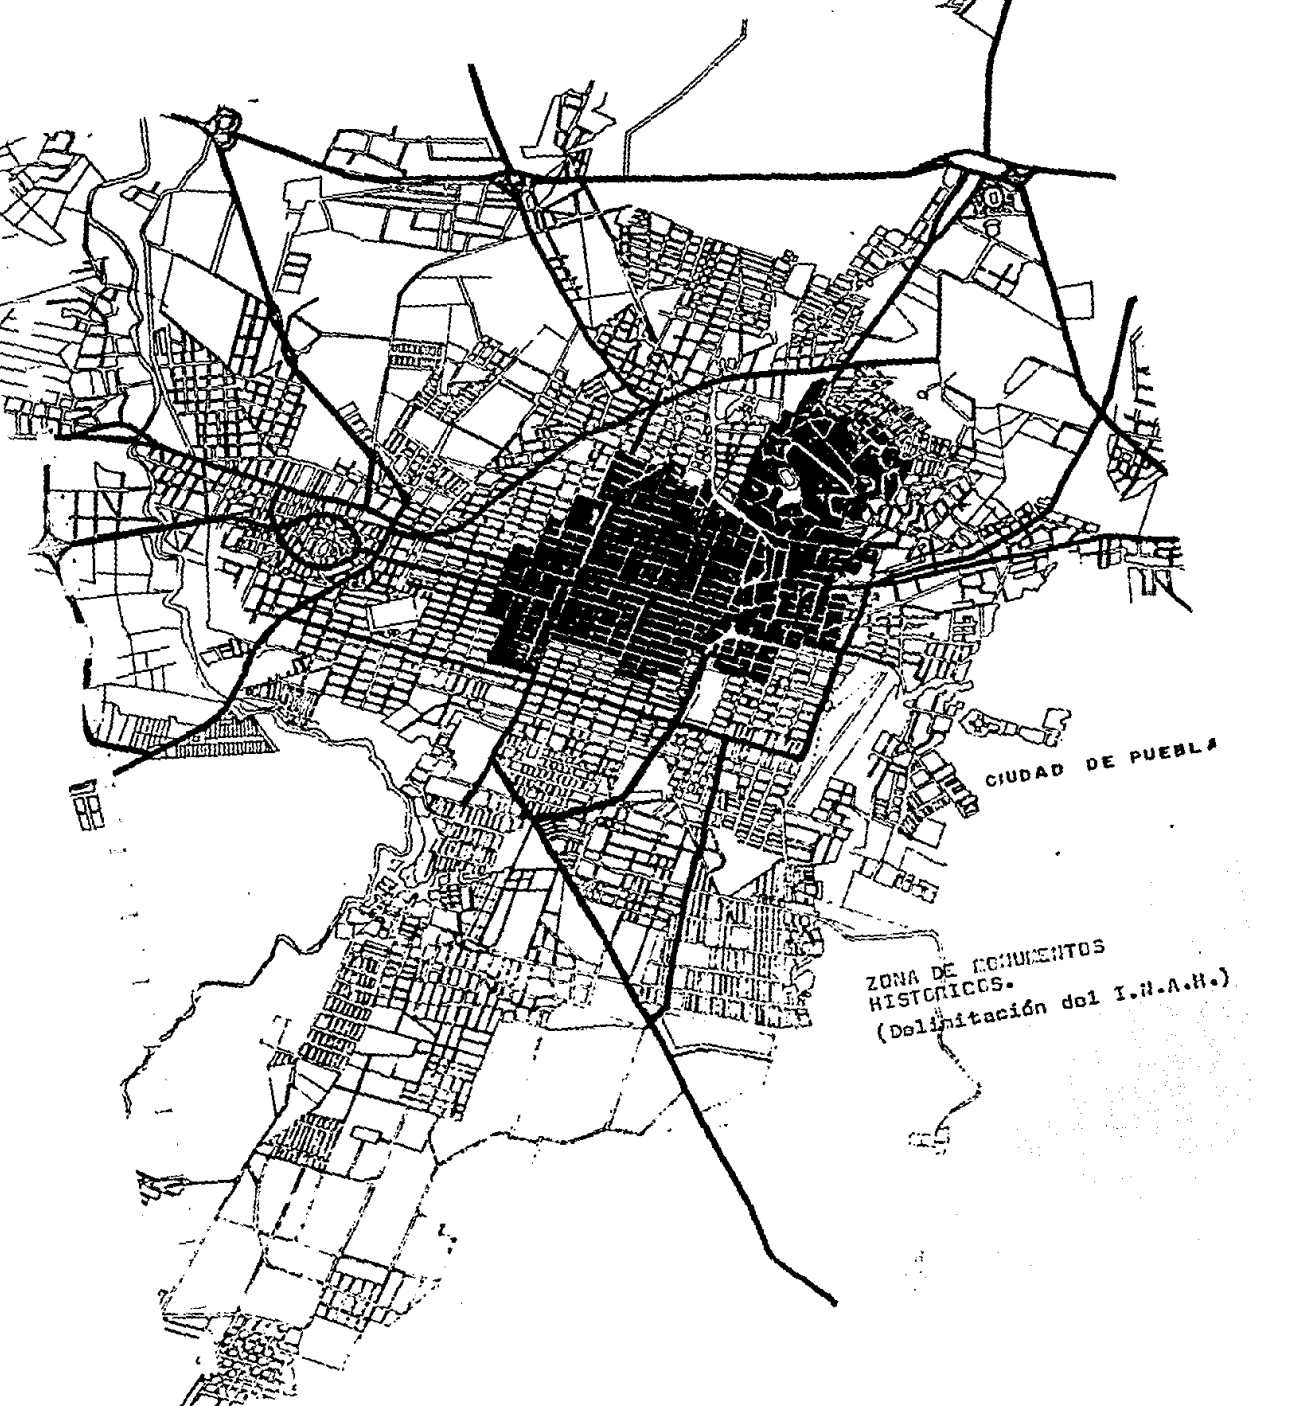 CIUDAD DE PUEBLA
ZONA DE MONUMENTOS
HISTORICOS.
(Delimitación del I.N.A.H.)